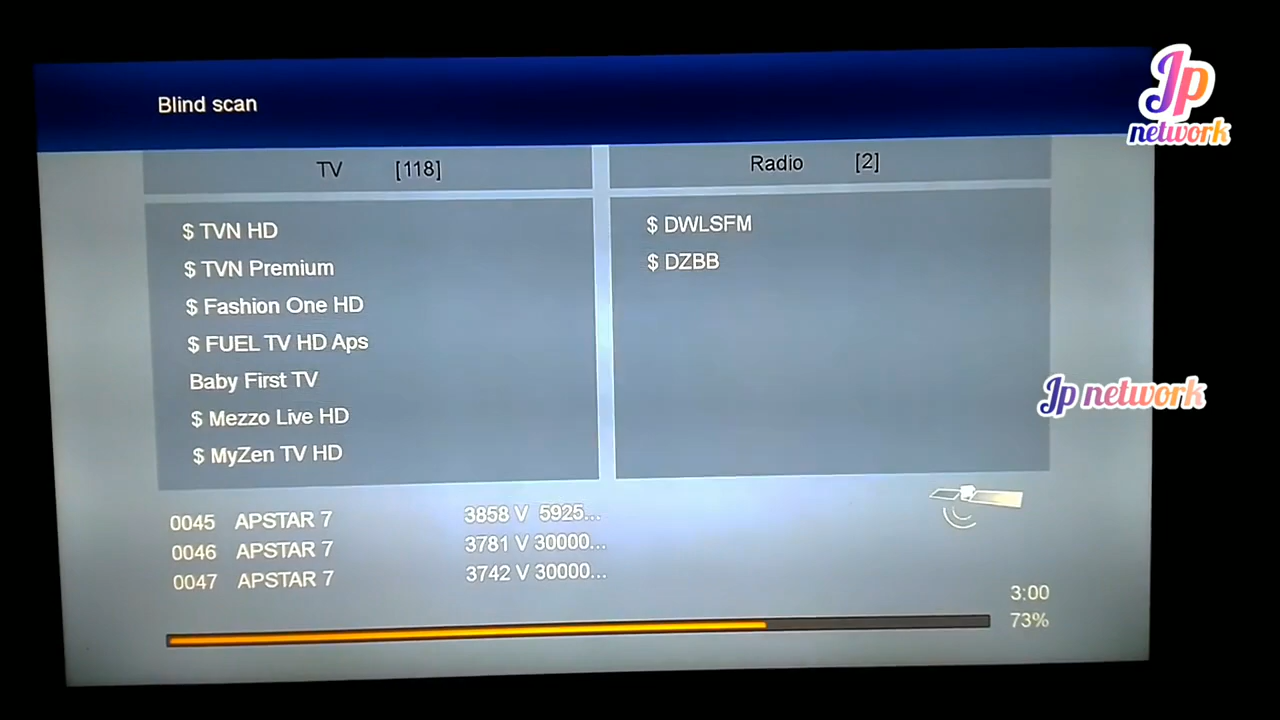 Jp
network
Blind scan
TV [118]
Radio [2]
$ TVN HD
$ TVN Premium
$ Fashion One HD
$ FUEL TV HD Aps
Baby First TV
$ Mezzo Live HD
$ MyZen TV HD
$ DWLSFM
$ DZBB
Jp network
0045 APSTAR 7 3858 V 5925...
0046 APSTAR 7 3781 V 30000...
0047 APSTAR 7 3742 V 30000...
3:00
73%